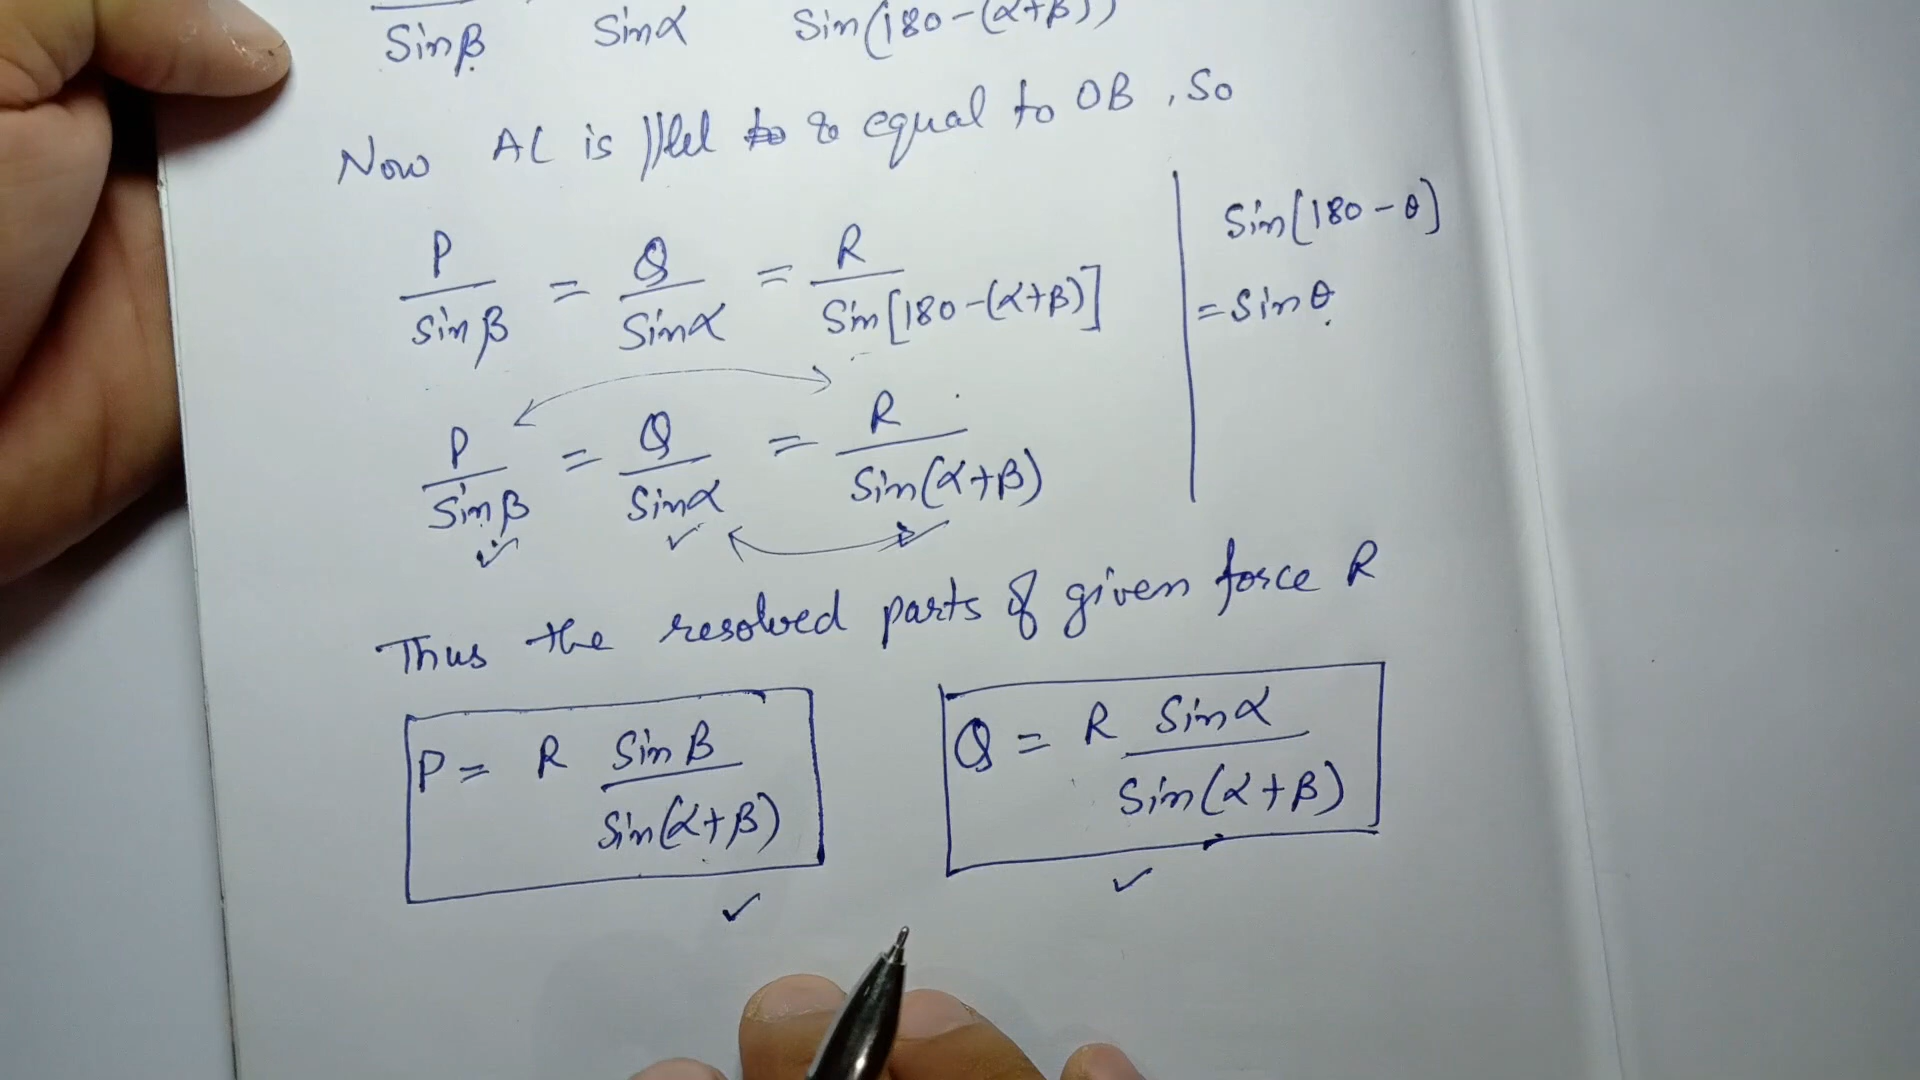 Sinβ Sinα Sin(180-(α+β))
Now AC is ||lel & equal to OB, So
P/sinβ = Q/Sinα = R/Sin[180-(α+β)]
Sin[180-θ]
= Sinθ
P/Sinβ = Q/Sinα = R/Sin(α+β)
Thus the resolved parts of given force R
P = R Sinβ/Sin(α+β)
Q = R Sinα/Sin(α+β)